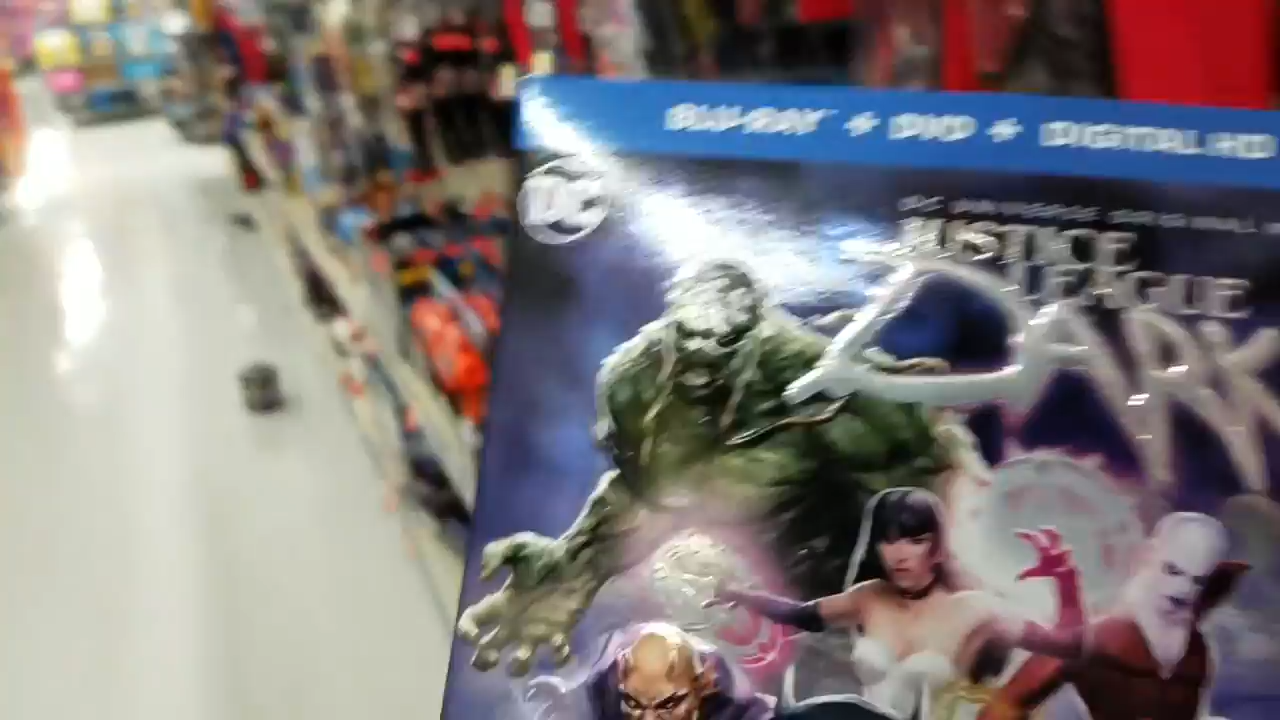 BLU-RAY + DVD + DIGITAL HD
DC
JUSTICE
LEAGUE
DARK